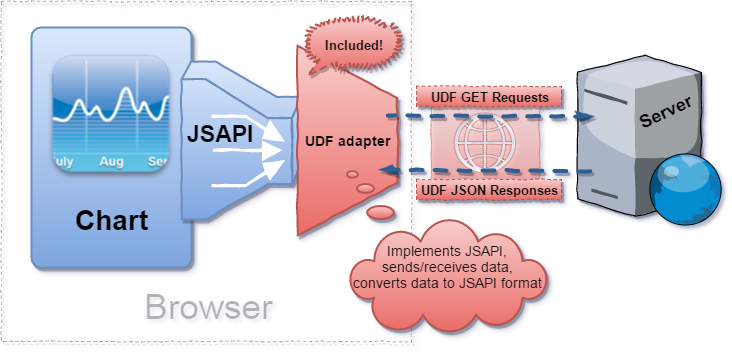 Included!
UDF GET Requests
Server
JSAPI
UDF adapter
July Aug Sep
UDF JSON Responses
Chart
Implements JSAPI,
sends/receives data,
converts data to JSAPI format
Browser